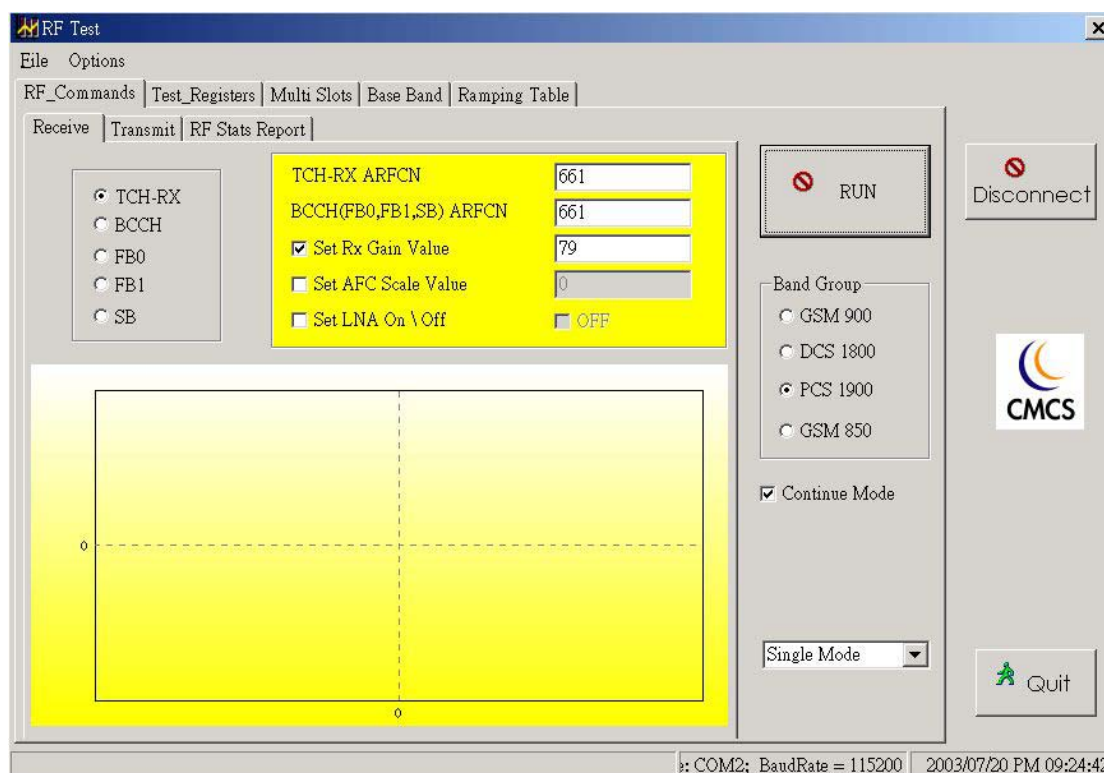 RF Test
Eile Options
RF_Commands Test_Registers Multi Slots Base Band Ramping Table
Receive Transmit RF Stats Report
TCH-RX
BCCH
FB0
FB1
SB
TCH-RX ARFCN 661
BCCH(FB0,FB1,SB) ARFCN 661
Set Rx Gain Value 79
Set AFC Scale Value 0
Set LNA On \ Off OFF
0
0
RUN
Band Group
GSM 900
DCS 1800
PCS 1900
GSM 850
Continue Mode
Single Mode
Disconnect
CMCS
Quit
: COM2; BaudRate = 115200 2003/07/20 PM 09:24:42